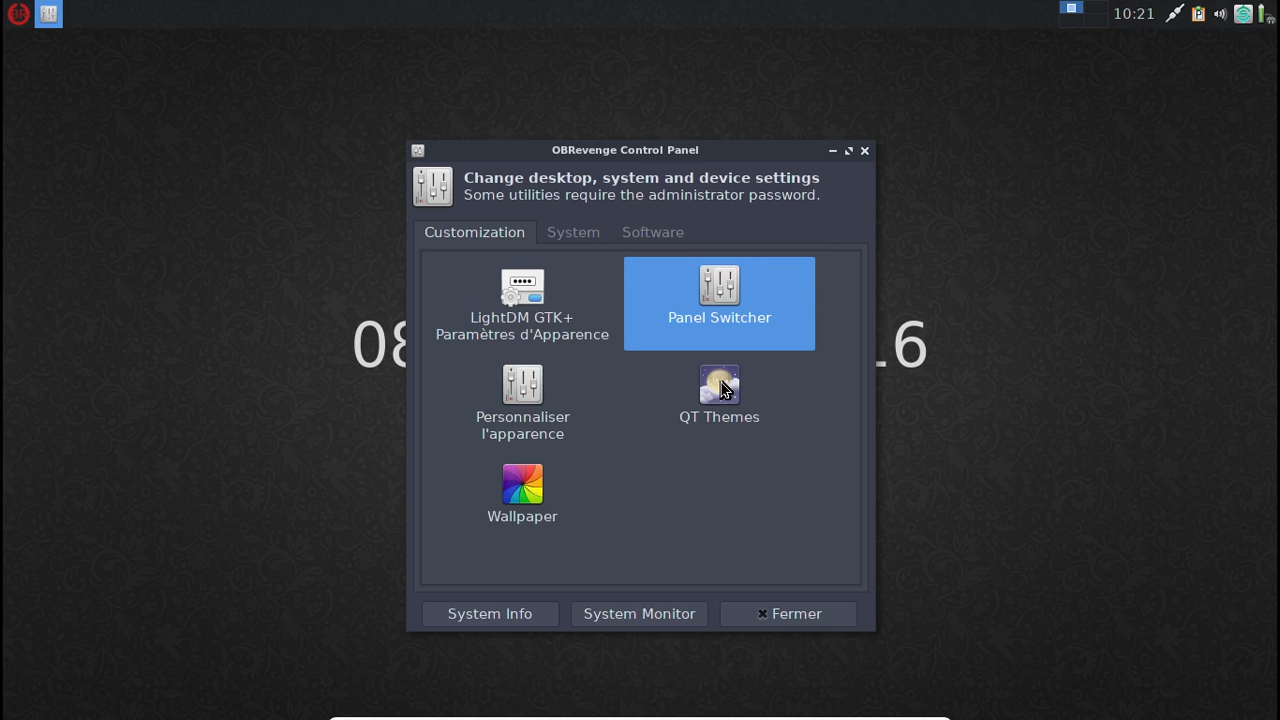 10:21
OBRevenge Control Panel
Change desktop, system and device settings
Some utilities require the administrator password.
Customization System Software
LightDM GTK+
Paramètres d'Apparence
Panel Switcher
Personnaliser
l'apparence
QT Themes
Wallpaper
System Info System Monitor Fermer